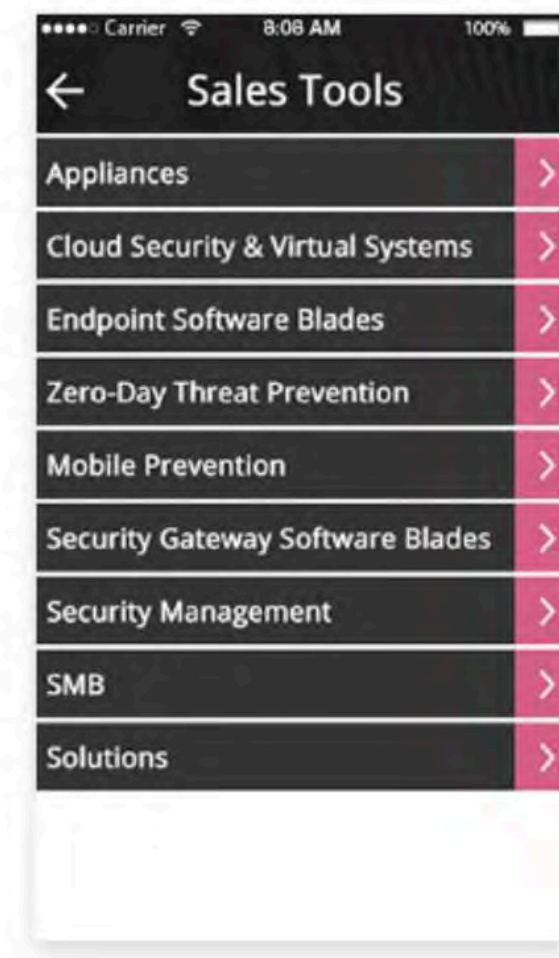 Carrier 8:08 AM 100%
Sales Tools
Appliances
Cloud Security & Virtual Systems
Endpoint Software Blades
Zero-Day Threat Prevention
Mobile Prevention
Security Gateway Software Blades
Security Management
SMB
Solutions